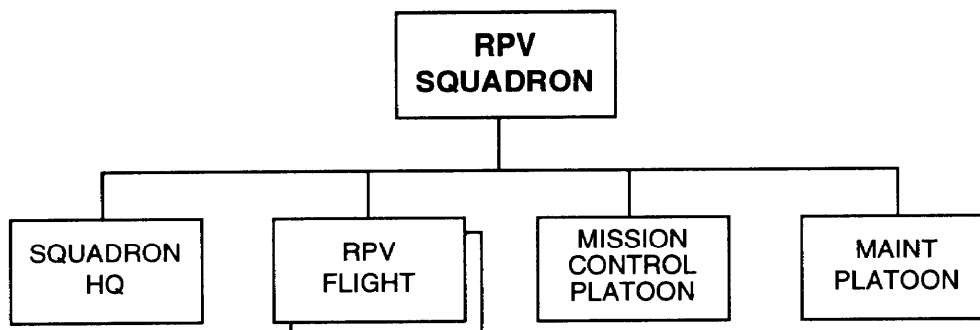 RPV
SQUADRON
SQUADRON
HQ
RPV
FLIGHT
MISSION
CONTROL
PLATOON
MAINT
PLATOON